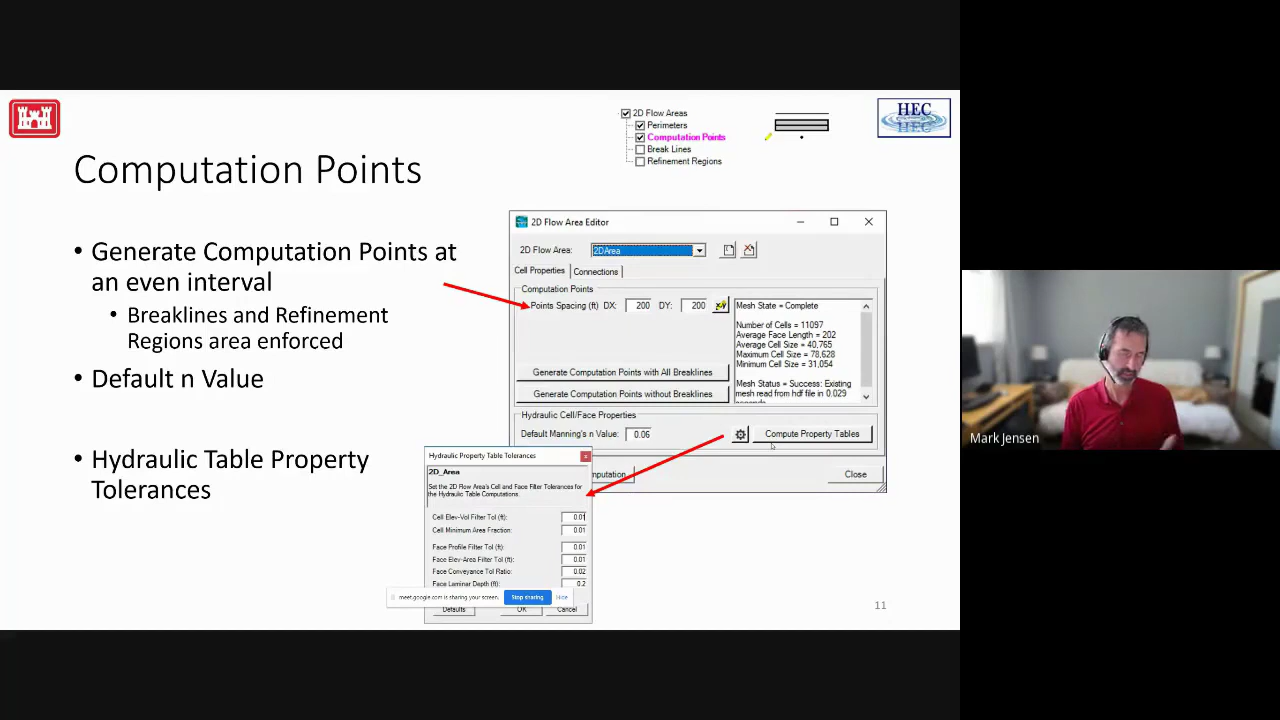 2D Flow Areas
Perimeters
Computation Points
Break Lines
Refinement Regions
HEC
HEC
Computation Points
• Generate Computation Points at
an even interval
• Breaklines and Refinement
Regions area enforced
• Default n Value
• Hydraulic Table Property
Tolerances
2D Flow Area Editor
2D Flow Area: 2DArea
Cell Properties Connections
Computation Points
Points Spacing (ft) DX: 200 DY: 200
Generate Computation Points with All Breaklines
Generate Computation Points without Breaklines
Mesh State = Complete
Number of Cells = 11097
Average Face Length = 202
Average Cell Size = 40,765
Maximum Cell Size = 78,628
Minimum Cell Size = 31,054
Mesh Status = Success: Existing
mesh read from hdf file in 0.029
Hydraulic Cell/Face Properties
Default Manning's n Value: 0.06 Compute Property Tables
mputation Close
Hydraulic Property Table Tolerances
2D_Area
Set the 2D Flow Area's Cell and Face Filter Tolerances for
the Hydraulic Table Computations.
Cell Elev-Vol Filter Tol (ft): 0.01
Cell Minimum Area Fraction: 0.01
Face Profile Filter Tol (ft): 0.01
Face Elev-Area Filter Tol (ft): 0.01
Face Conveyance Tol Ratio: 0.02
Face Laminar Depth (ft): 0.2
meet.google.com is sharing your screen. Stop sharing Hide
Defaults OK Cancel
11
Mark Jensen